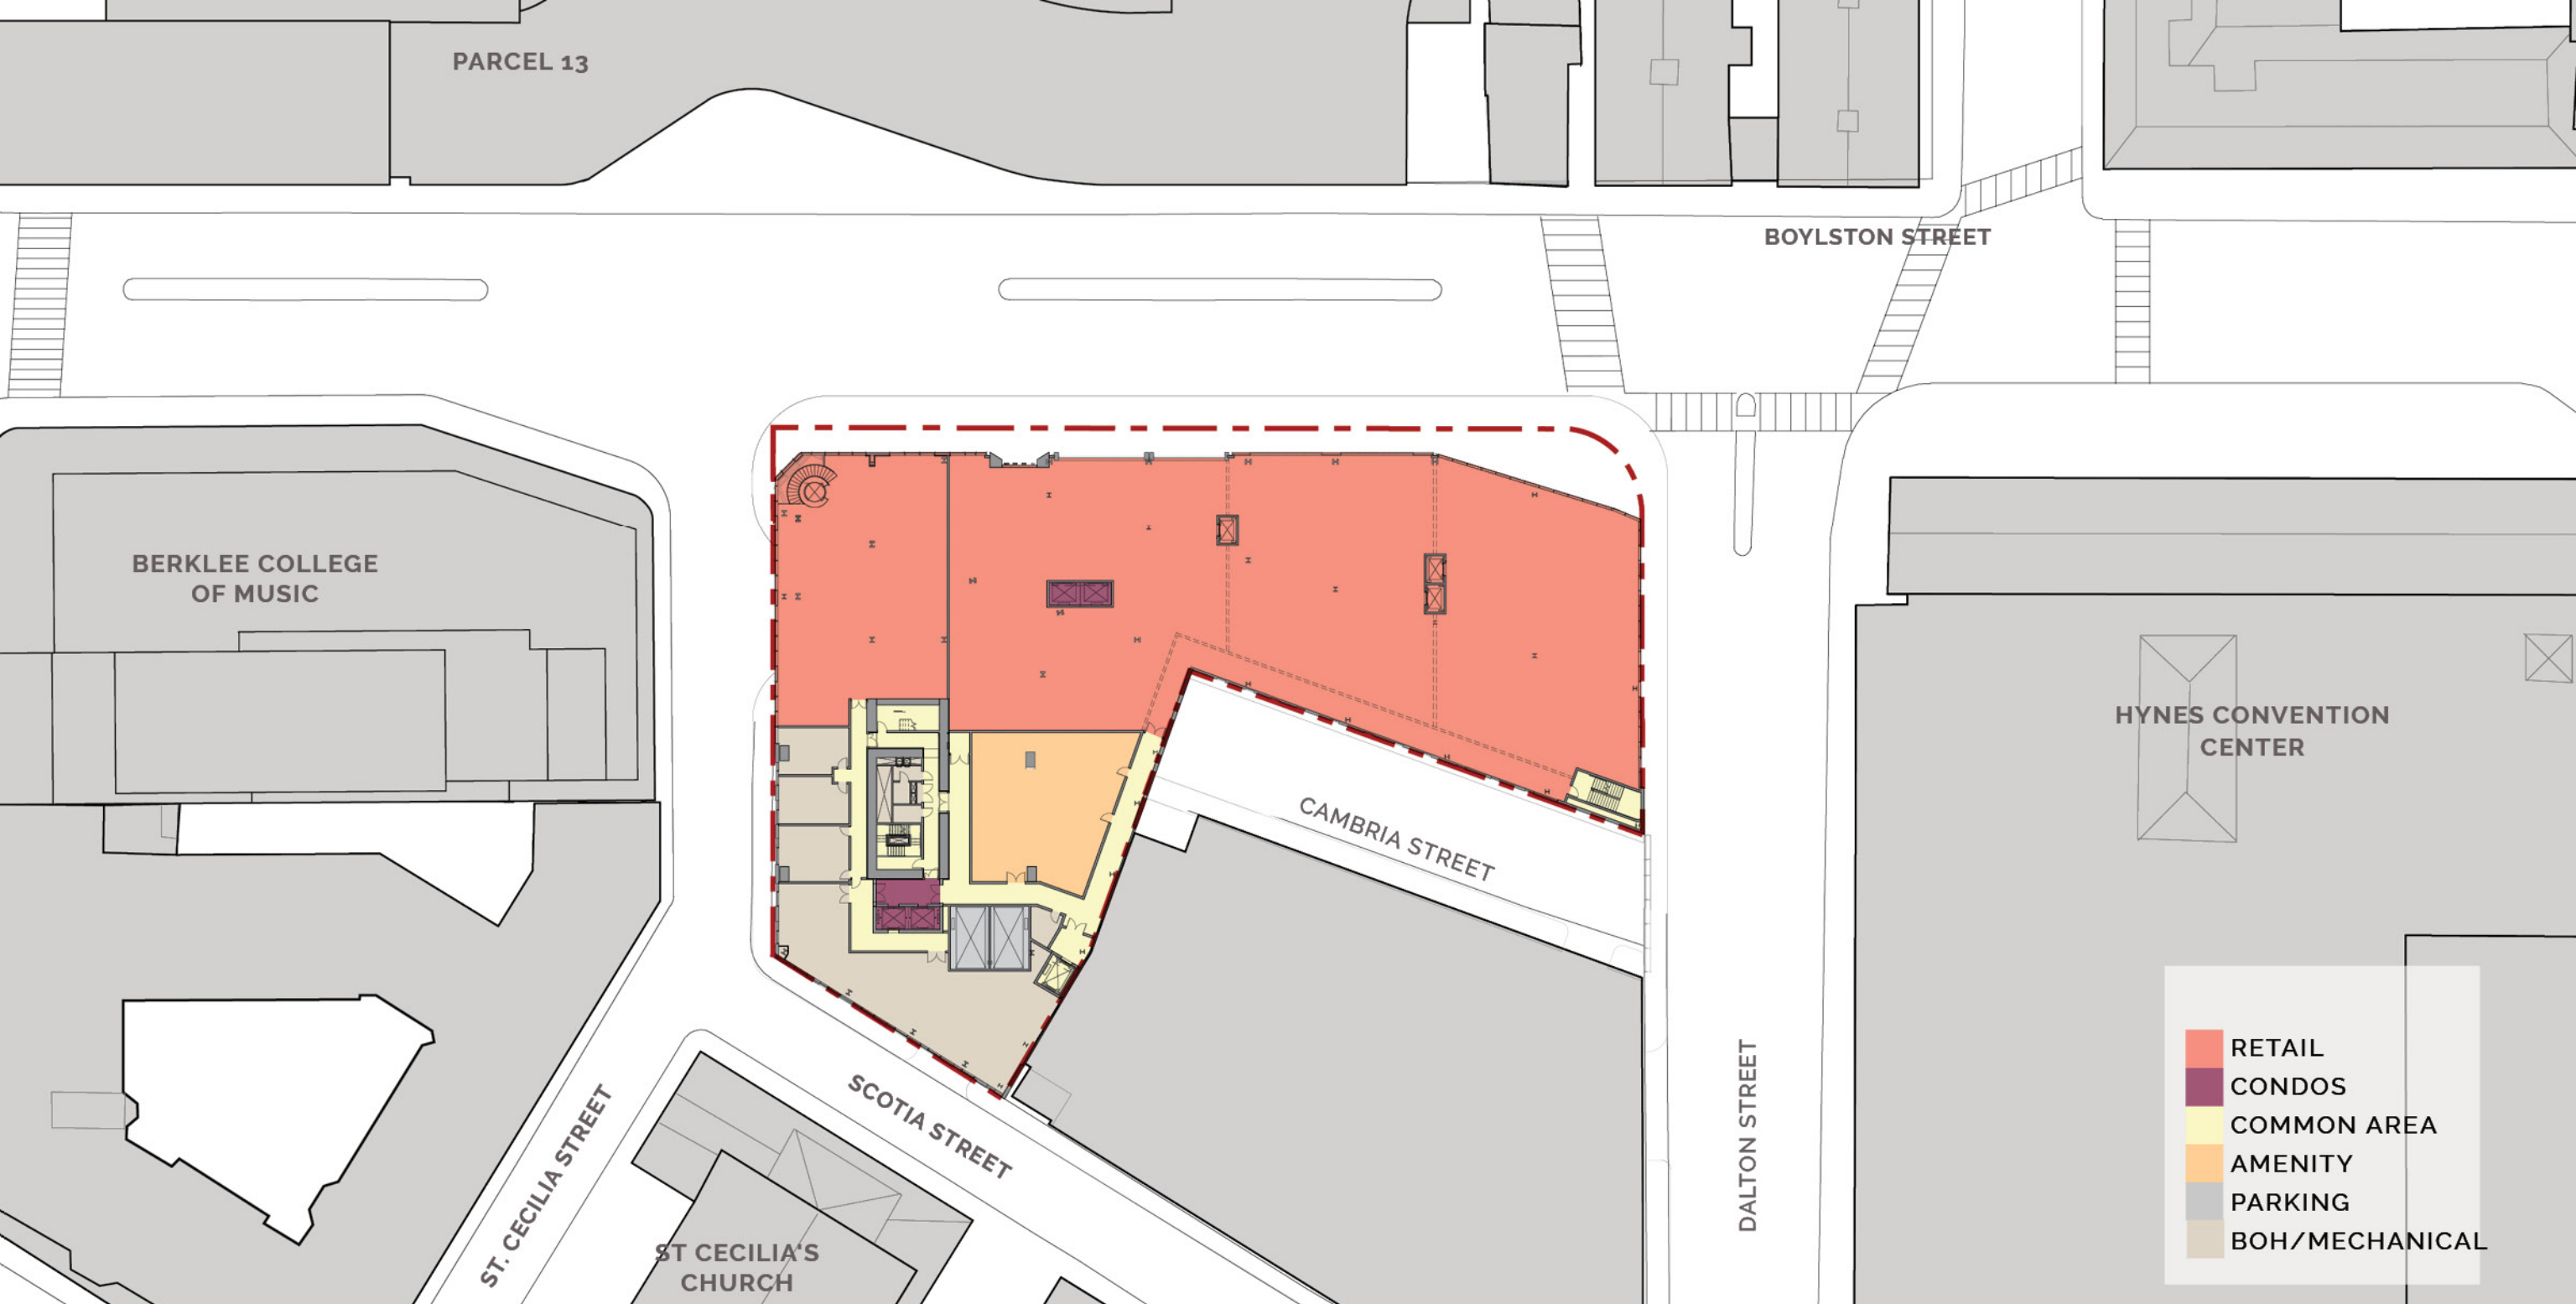 PARCEL 13
BOYLSTON STREET
BERKLEE COLLEGE
OF MUSIC
HYNES CONVENTION
CENTER
CAMBRIA STREET
SCOTIA STREET
ST. CECILIA STREET
DALTON STREET
ST CECILIA'S
CHURCH
RETAIL
CONDOS
COMMON AREA
AMENITY
PARKING
BOH/MECHANICAL